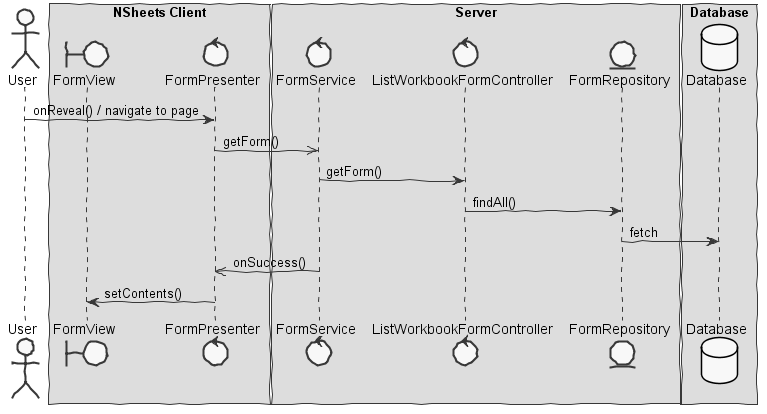 NSheets Client
Server
Database
User
FormView
FormPresenter
FormService
ListWorkbookFormController
FormRepository
Database
onReveal() / navigate to page
getForm()
getForm()
findAll()
fetch
onSuccess()
setContents()
User
FormView
FormPresenter
FormService
ListWorkbookFormController
FormRepository
Database